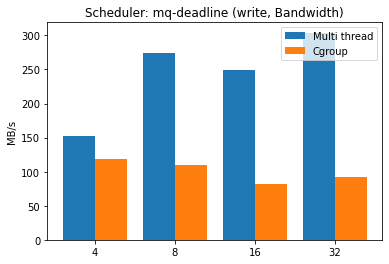 Scheduler: mq-deadline (write, Bandwidth)
Multi thread
Cgroup
MB/s
300
250
200
150
100
50
0
4 8 16 32